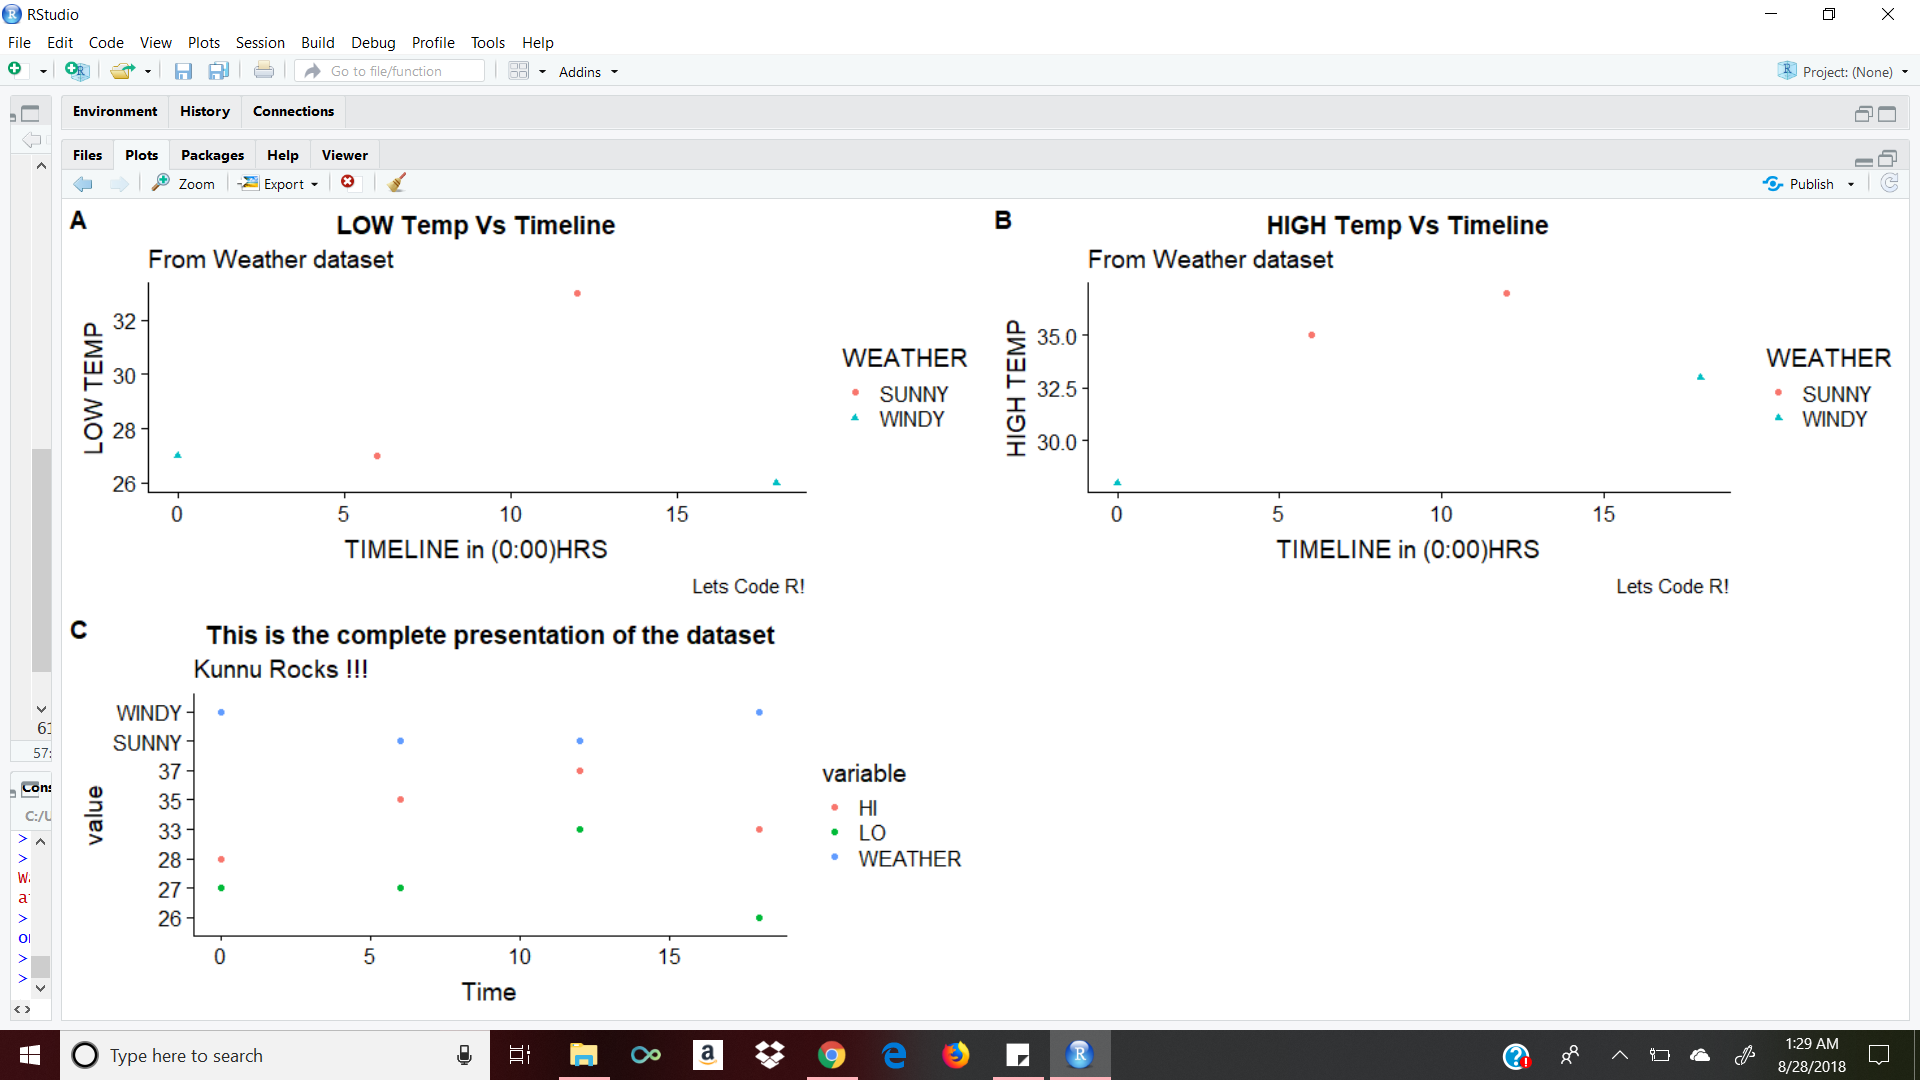 RStudio
File Edit Code View Plots Session Build Debug Profile Tools Help
Go to file/function Addins Project: (None)
Environment History Connections
Files Plots Packages Help Viewer
Zoom Export Publish
A LOW Temp Vs Timeline
From Weather dataset
LOW TEMP
32
30
28
26
0 5 10 15
TIMELINE in (0:00)HRS
Lets Code R!
WEATHER
SUNNY
WINDY
B HIGH Temp Vs Timeline
From Weather dataset
HIGH TEMP
35.0
32.5
30.0
0 5 10 15
TIMELINE in (0:00)HRS
Lets Code R!
WEATHER
SUNNY
WINDY
C This is the complete presentation of the dataset
Kunnu Rocks !!!
value
WINDY
SUNNY
37
35
33
28
27
26
0 5 10 15
Time
variable
HI
LO
WEATHER
61
57:
Cons
C:/U
>
>
>
>
>
Type here to search
1:29 AM
8/28/2018